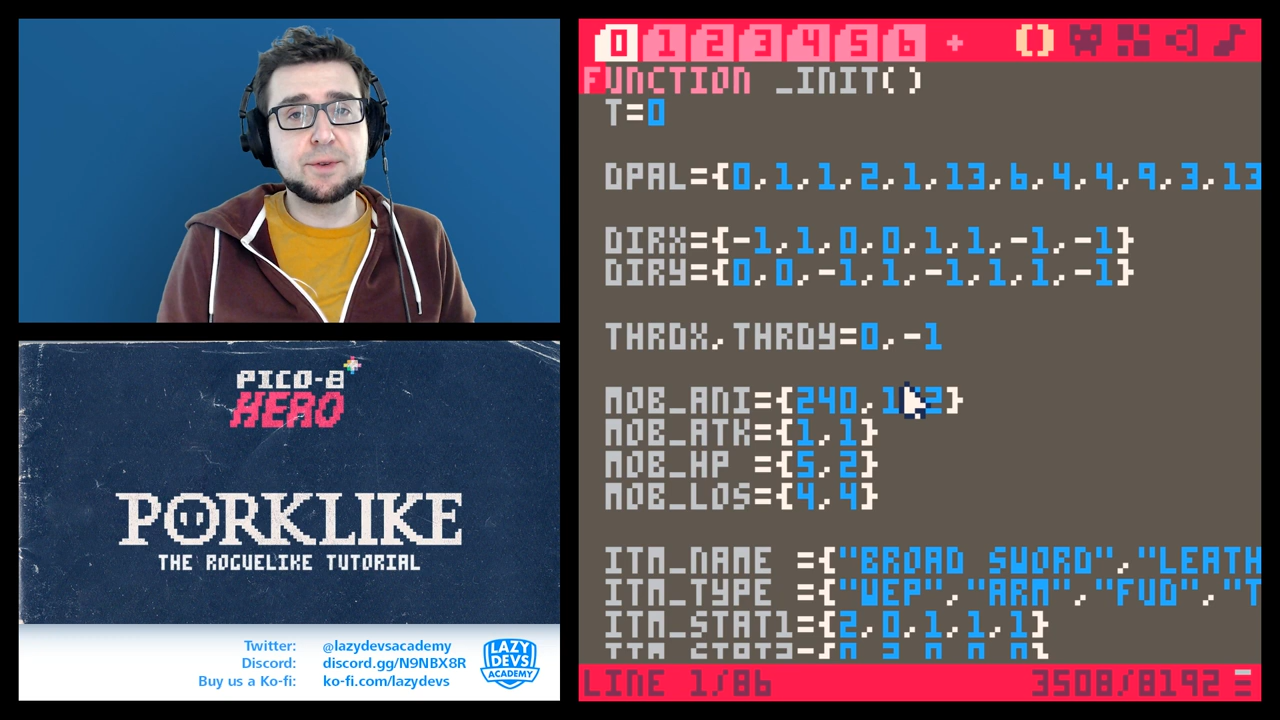 PICO-8
HERO
PORKLIKE
THE ROGUELIKE TUTORIAL
Twitter: @lazydevsacademy
Discord: discord.gg/N9NBX8R
Buy us a Ko-fi: ko-fi.com/lazydevs
LAZY
DEVS
ACADEMY
0 1 2 3 4 5 6 + ()
FUNCTION _INIT()
T=0
DPAL={0,1,1,2,1,13,6,4,4,9,3,13
DIRX={-1,1,0,0,1,1,-1,-1}
DIRY={0,0,-1,1,-1,1,1,-1}
THRDX,THRDY=0,-1
MOB_ANI={240,
MOB_ATK={1,1}
MOB_HP ={5,2}
MOB_LOS={4,4}
ITM_NAME ={"BROAD SWORD","LEATH
ITM_TYPE ={"WEP","ARM","FUD","T
ITM_STAT1={2,0,1,1,1}
LINE 1/86
3508/8192